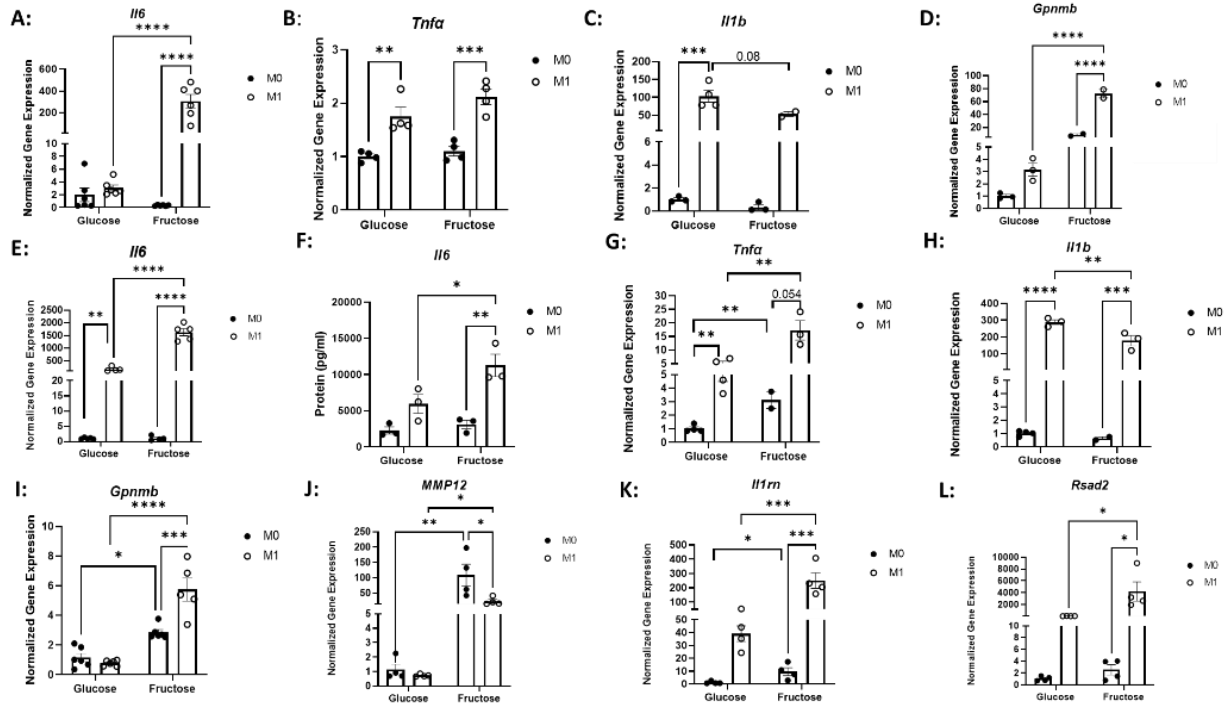 A:
Il6
****
****
Normalized Gene Expression
600
400
200
10
8
6
4
2
0
M0
M1
Glucose
Fructose
B:
Tnfα
**
***
Normalized Gene Expression
3
2
1
0
M0
M1
Glucose
Fructose
C:
Il1b
***
0.08
Normalized Gene Expression
200
150
100
50
6
4
2
0
M0
M1
Glucose
Fructose
D:
Gpnmb
****
****
Normalized Gene Expression
100
80
60
40
20
5
4
3
2
1
0
M0
M1
Glucose
Fructose
E:
Il6
****
**
****
Normalized Gene Expression
2500
2000
1500
1000
500
20
15
10
5
0
M0
M1
Glucose
Fructose
F:
Il6
*
**
Protein (pg/ml)
20000
15000
10000
5000
0
M0
M1
Glucose
Fructose
G:
Tnfα
**
**
**
0.054
Normalized Gene Expression
30
25
20
15
10
5
4
3
2
1
0
M0
M1
Glucose
Fructose
H:
Il1b
**
****
***
Normalized Gene Expression
400
300
200
100
5
4
3
2
1
0
M0
M1
Glucose
Fructose
I:
Gpnmb
****
*
***
Normalized Gene Expression
10
8
6
4
2
0
M0
M1
Glucose
Fructose
J:
MMP12
*
**
*
Normalized Gene Expression
250
200
150
100
50
4
3
2
1
0
M0
M1
Glucose
Fructose
K:
Il1rn
***
*
***
Normalized Gene Expression
500
400
300
200
100
50
40
30
20
10
0
M0
M1
Glucose
Fructose
L:
Rsad2
*
*
Normalized Gene Expression
10000
8000
6000
4000
2000
10
8
6
4
2
0
M0
M1
Glucose
Fructose